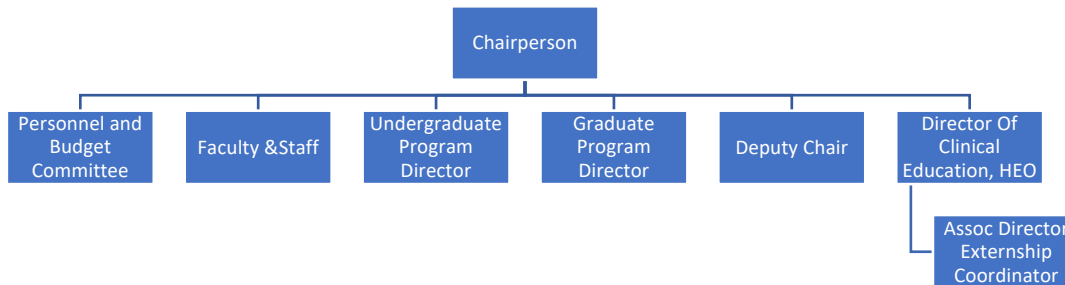 Chairperson
Personnel and
Budget
Committee
Faculty &Staff
Undergraduate
Program
Director
Graduate
Program
Director
Deputy Chair
Director Of
Clinical
Education, HEO
Assoc Director
Externship
Coordinator